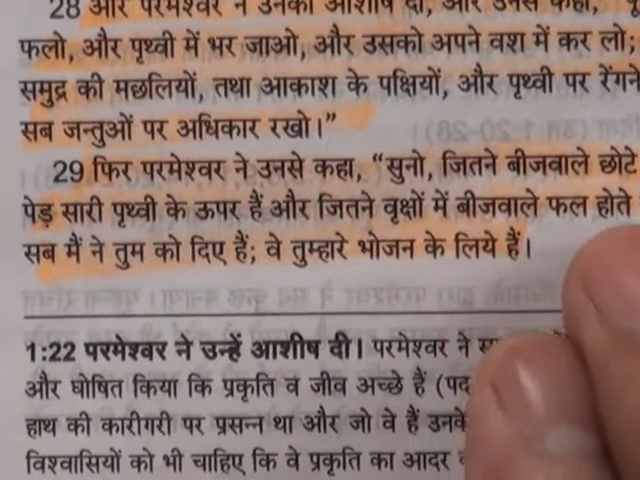 28 और परमेश्वर ने उनको आशीष दी, और उनसे कहा,
फलो, और पृथ्वी में भर जाओ, और उसको अपने वश में कर लो;
समुद्र की मछलियों, तथा आकाश के पक्षियों, और पृथ्वी पर रेंगने
सब जन्तुओं पर अधिकार रखो।”
29 फिर परमेश्वर ने उनसे कहा, “सुनो, जितने बीजवाले छोटे
पेड़ सारी पृथ्वी के ऊपर हैं और जितने वृक्षों में बीजवाले फल होते
सब मैं ने तुम को दिए हैं; वे तुम्हारे भोजन के लिये हैं।
1:22 परमेश्वर ने उन्हें आशीष दी। परमेश्वर ने
और घोषित किया कि प्रकृति व जीव अच्छे हैं (पद
हाथ की कारीगरी पर प्रसन्न था और जो वे हैं उनके
विश्वासियों को भी चाहिए कि वे प्रकृति का आदर